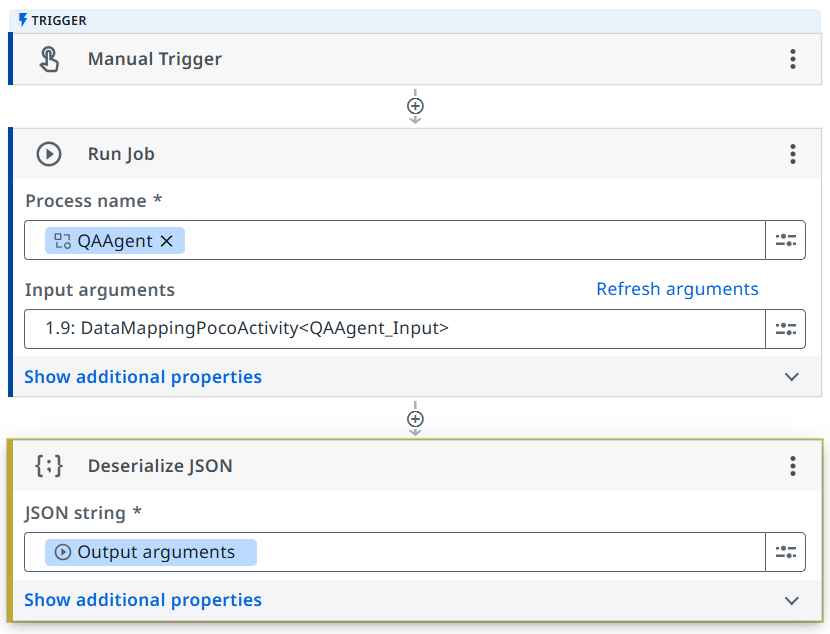 TRIGGER
Manual Trigger
Run Job
Process name *
QAAgent
Input arguments
Refresh arguments
1.9: DataMappingPocoActivity<QAAgent_Input>
Show additional properties
Deserialize JSON
JSON string *
Output arguments
Show additional properties